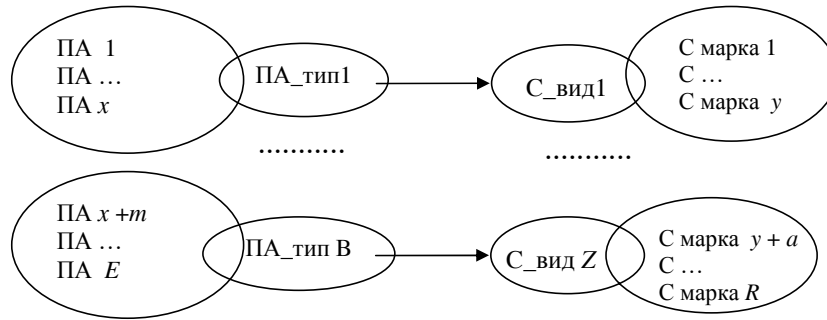 ПА 1
ПА …
ПА x
ПА_тип1
С_вид1
С марка 1
С …
С марка y
...........
...........
ПА x +m
ПА …
ПА E
ПА_тип В
С_вид Z
С марка y + a
С …
С марка R